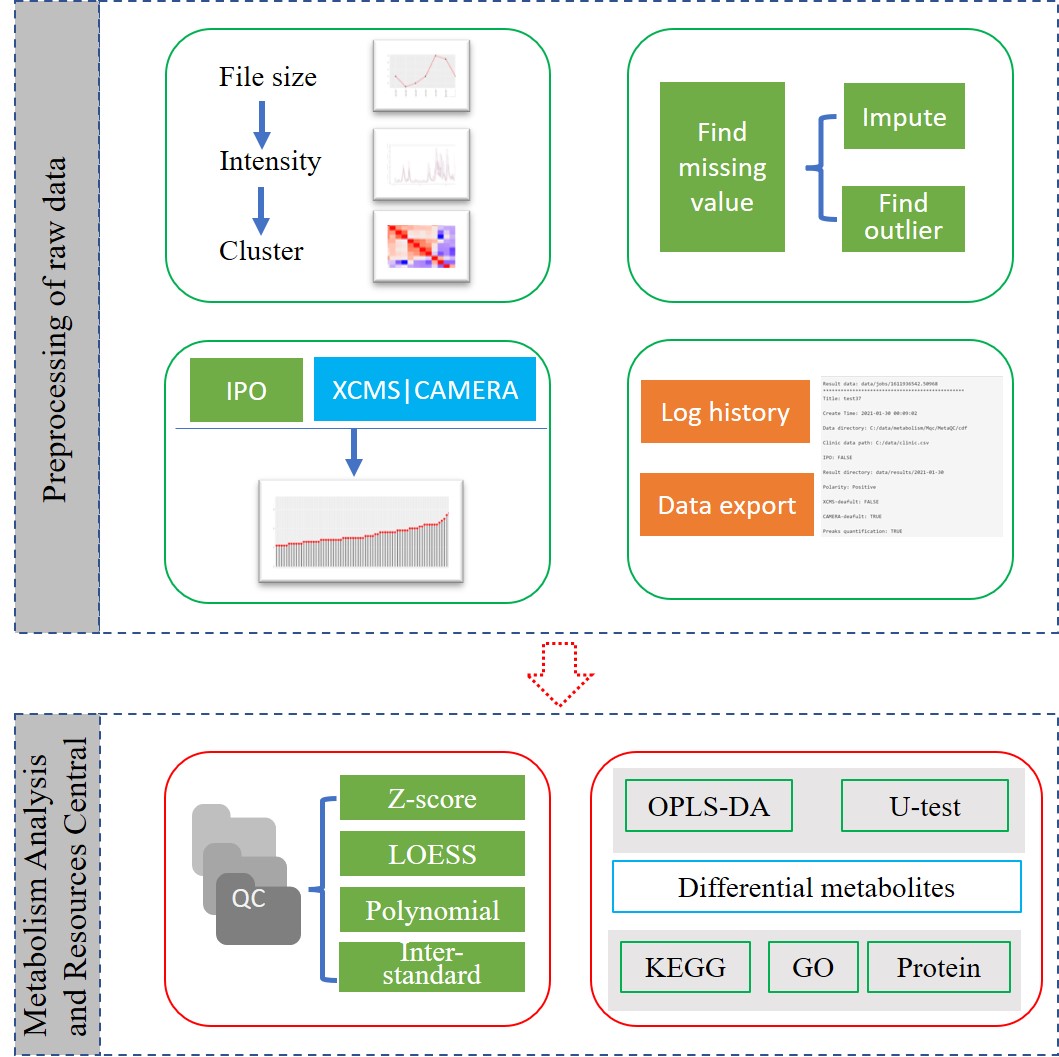 Preprocessing of raw data
File size
Intensity
Cluster
Find
missing
value
Impute
Find
outlier
IPO
XCMS|CAMERA
Log history
Data export
Result data: data/jobs/1611936542.50968
Title: test37
Create Time: 2021-01-30 00:09:02
Data directory: C:/data/metabolism/Mqc/MetaQC/cdf
Clinic data path: C:/data/clinic.csv
IPO: FALSE
Result directory: data/results/2021-01-30
Polarity: Positive
XCMS-deafult: FALSE
CAMERA-deafult: TRUE
Preaks quantification: TRUE
Metabolism Analysis
and Resources Central
QC
Z-score
LOESS
Polynomial
Inter-
standard
OPLS-DA
U-test
Differential metabolites
KEGG
GO
Protein